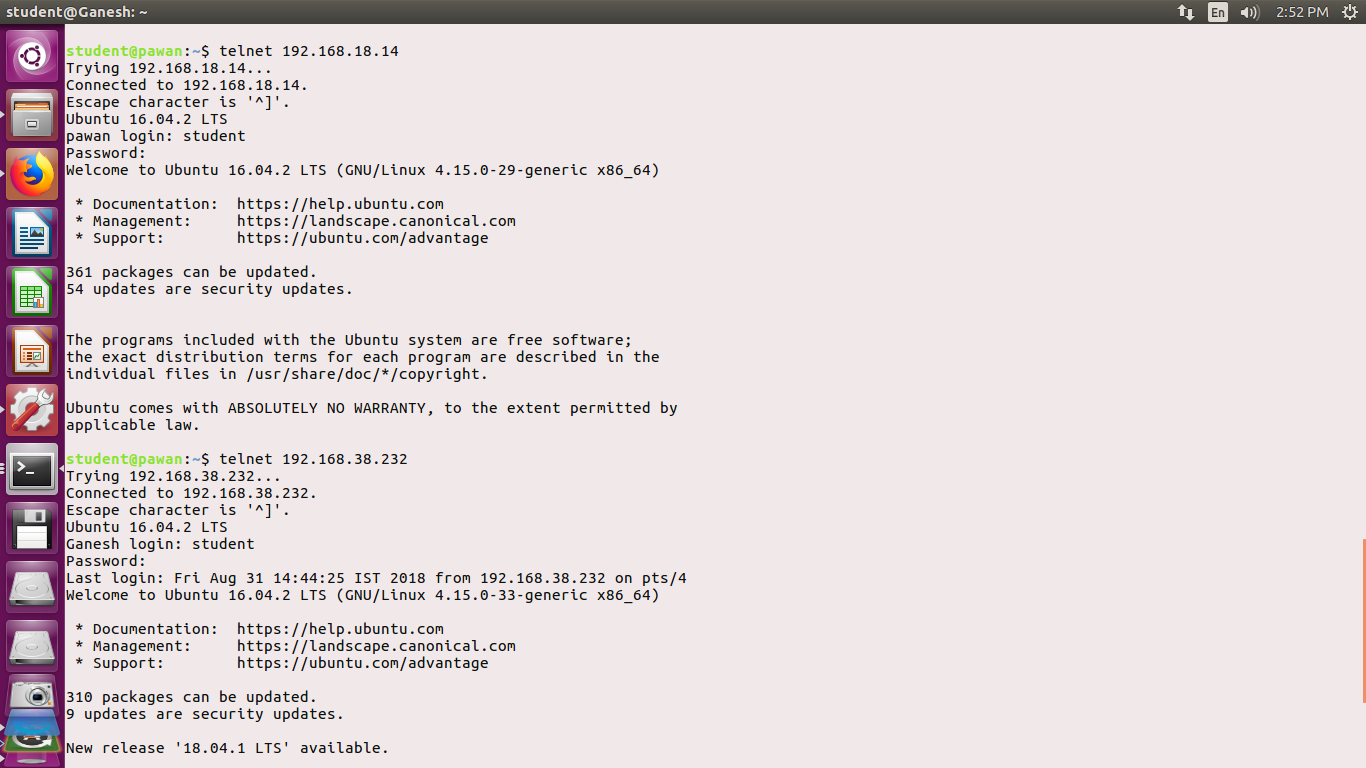 student@Ganesh: ~
En
2:52 PM
student@pawan:~$ telnet 192.168.18.14
Trying 192.168.18.14...
Connected to 192.168.18.14.
Escape character is '^]'.
Ubuntu 16.04.2 LTS
pawan login: student
Password:
Welcome to Ubuntu 16.04.2 LTS (GNU/Linux 4.15.0-29-generic x86_64)
* Documentation:  https://help.ubuntu.com
* Management:     https://landscape.canonical.com
* Support:        https://ubuntu.com/advantage
361 packages can be updated.
54 updates are security updates.
The programs included with the Ubuntu system are free software;
the exact distribution terms for each program are described in the
individual files in /usr/share/doc/*/copyright.
Ubuntu comes with ABSOLUTELY NO WARRANTY, to the extent permitted by
applicable law.
student@pawan:~$ telnet 192.168.38.232
Trying 192.168.38.232...
Connected to 192.168.38.232.
Escape character is '^]'.
Ubuntu 16.04.2 LTS
Ganesh login: student
Password:
Last login: Fri Aug 31 14:44:25 IST 2018 from 192.168.38.232 on pts/4
Welcome to Ubuntu 16.04.2 LTS (GNU/Linux 4.15.0-33-generic x86_64)
* Documentation:  https://help.ubuntu.com
* Management:     https://landscape.canonical.com
* Support:        https://ubuntu.com/advantage
310 packages can be updated.
9 updates are security updates.
New release '18.04.1 LTS' available.